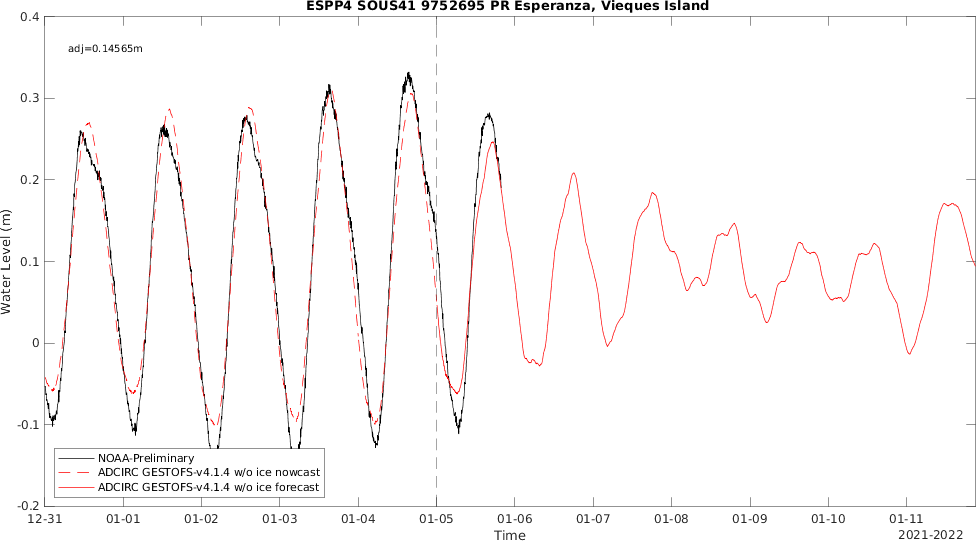 ESPP4 SOUS41 9752695 PR Esperanza, Vieques Island
adj=0.14565m
Water Level (m)
0.4
0.3
0.2
0.1
0
-0.1
-0.2
NOAA-Preliminary
ADCIRC GESTOFS-v4.1.4 w/o ice nowcast
ADCIRC GESTOFS-v4.1.4 w/o ice forecast
12-31 01-01 01-02 01-03 01-04 01-05 01-06 01-07 01-08 01-09 01-10 01-11
Time
2021-2022